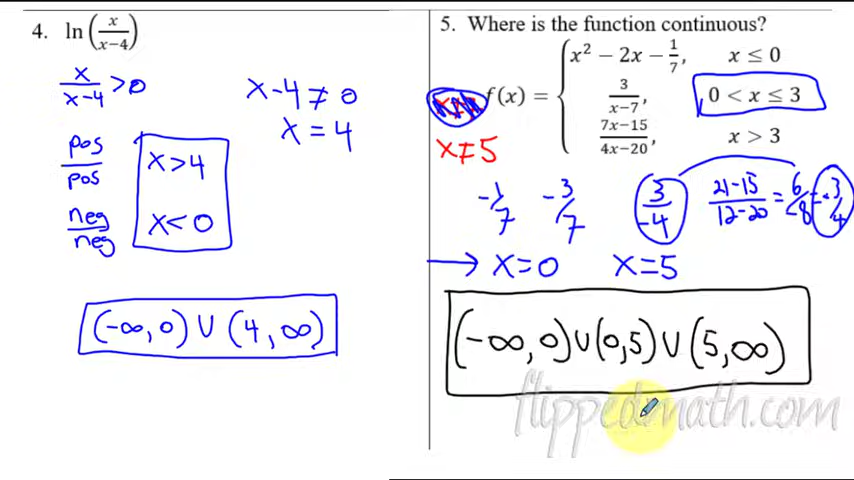 4. ln(x/(x−4))
x/(x-4) > 0
x-4 ≠ 0
x = 4
pos/pos
x>4
neg/neg
x<0
(-∞, 0) ∪ (4, ∞)
5. Where is the function continuous?
f(x) = { x² − 2x − 1/7, x ≤ 0
3/(x−7), 0 < x ≤ 3
(7x−15)/(4x−20), x > 3
x≠5
-1/7 -3/7 3/-4 (21-15)/(12-20) = 6/-8 = -3/4
→ x=0 x=5
(-∞, 0) ∪ (0, 5) ∪ (5, ∞)
flippedmath.com